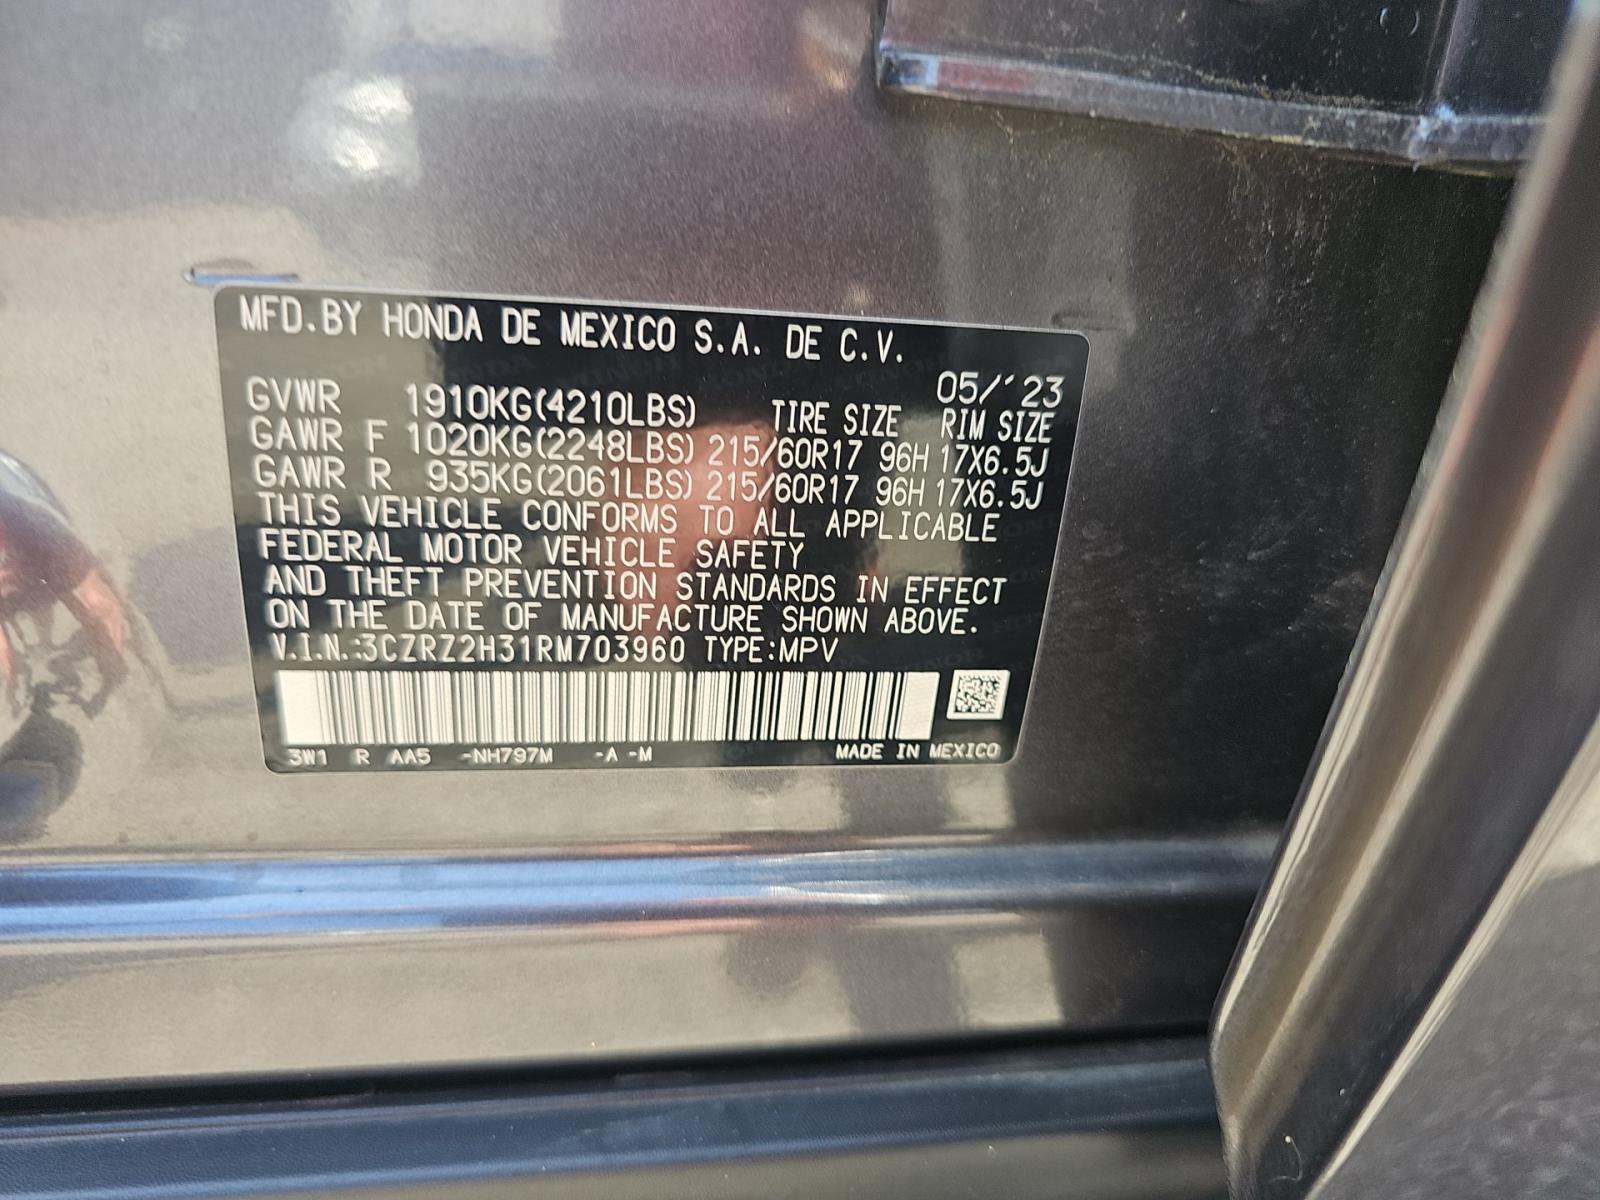 MFD.BY HONDA DE MEXICO S.A. DE C.V.
05/'23
GVWR 1910KG(4210LBS) TIRE SIZE RIM SIZE
GAWR F 1020KG(2248LBS) 215/60R17 96H 17X6.5J
GAWR R 935KG(2061LBS) 215/60R17 96H 17X6.5J
THIS VEHICLE CONFORMS TO ALL APPLICABLE
FEDERAL MOTOR VEHICLE SAFETY
AND THEFT PREVENTION STANDARDS IN EFFECT
ON THE DATE OF MANUFACTURE SHOWN ABOVE.
V.I.N.:3CZRZ2H31RM703960 TYPE:MPV
3W1 R AA5 -NH797M -A -M MADE IN MEXICO